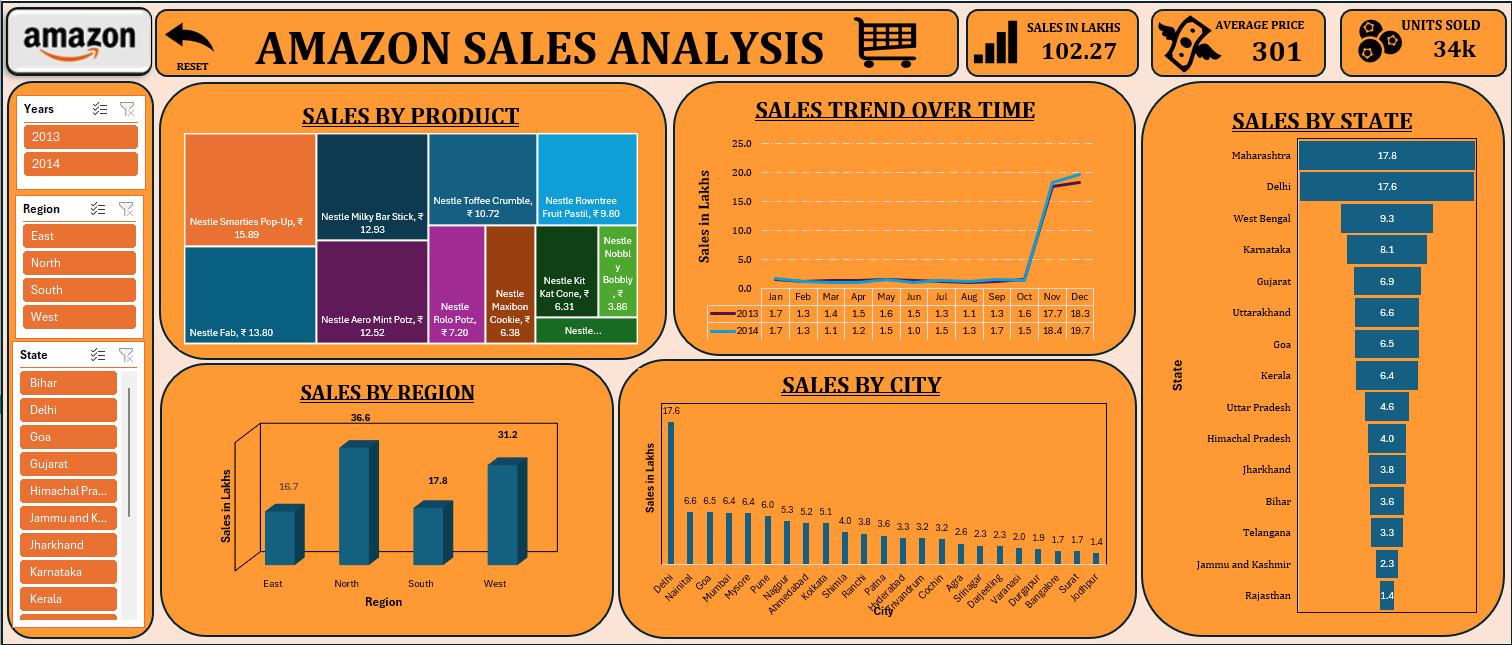 amazon
RESET
AMAZON SALES ANALYSIS
SALES IN LAKHS
102.27
AVERAGE PRICE
301
UNITS SOLD
34k
Years
2013
2014
Region
East
North
South
West
State
Bihar
Delhi
Goa
Gujarat
Himachal Pra...
Jammu and K...
Jharkhand
Karnataka
Kerala
SALES BY PRODUCT
Nestle Smarties Pop-Up, ₹
15.89
Nestle Fab, ₹ 13.80
Nestle Milky Bar Stick, ₹
12.93
Nestle Aero Mint Potz, ₹
12.52
Nestle Toffee Crumble,
₹ 10.72
Nestle Rowntree
Fruit Pastil, ₹ 9.80
Nestle
Rolo Potz,
₹ 7.20
Nestle
Maxibon
Cookie, ₹
6.38
Nestle Kit
Kat Cone, ₹
6.31
Nestle
Nobbl
y
Bobbly
, ₹
3.86
Nestle...
SALES TREND OVER TIME
Sales in Lakhs
25.0
20.0
15.0
10.0
5.0
0.0
Jan Feb Mar Apr May Jun Jul Aug Sep Oct Nov Dec
2013 1.7 1.3 1.4 1.5 1.6 1.5 1.3 1.1 1.3 1.6 17.7 18.3
2014 1.7 1.3 1.1 1.2 1.5 1.0 1.5 1.3 1.7 1.5 18.4 19.7
SALES BY REGION
Sales in Lakhs
16.7
36.6
17.8
31.2
East North South West
Region
SALES BY CITY
Sales in Lakhs
17.6 6.6 6.5 6.4 6.4 6.0 5.3 5.2 5.1 4.0 3.8 3.6 3.3 3.2 3.2 2.6 2.3 2.3 2.0 1.9 1.7 1.7 1.4
Delhi Nainital Goa Mumbai Mysore Pune Nagpur Ahmedabad Kolkata Shimla Ranchi Patna Hyderabad Trivandrum Cochin Agra Srinagar Darjeeling Varanasi Durgapur Bangalore Surat Jodhpur
City
SALES BY STATE
State
Maharashtra 17.8
Delhi 17.6
West Bengal 9.3
Karnataka 8.1
Gujarat 6.9
Uttarakhand 6.6
Goa 6.5
Kerala 6.4
Uttar Pradesh 4.6
Himachal Pradesh 4.0
Jharkhand 3.8
Bihar 3.6
Telangana 3.3
Jammu and Kashmir 2.3
Rajasthan 1.4